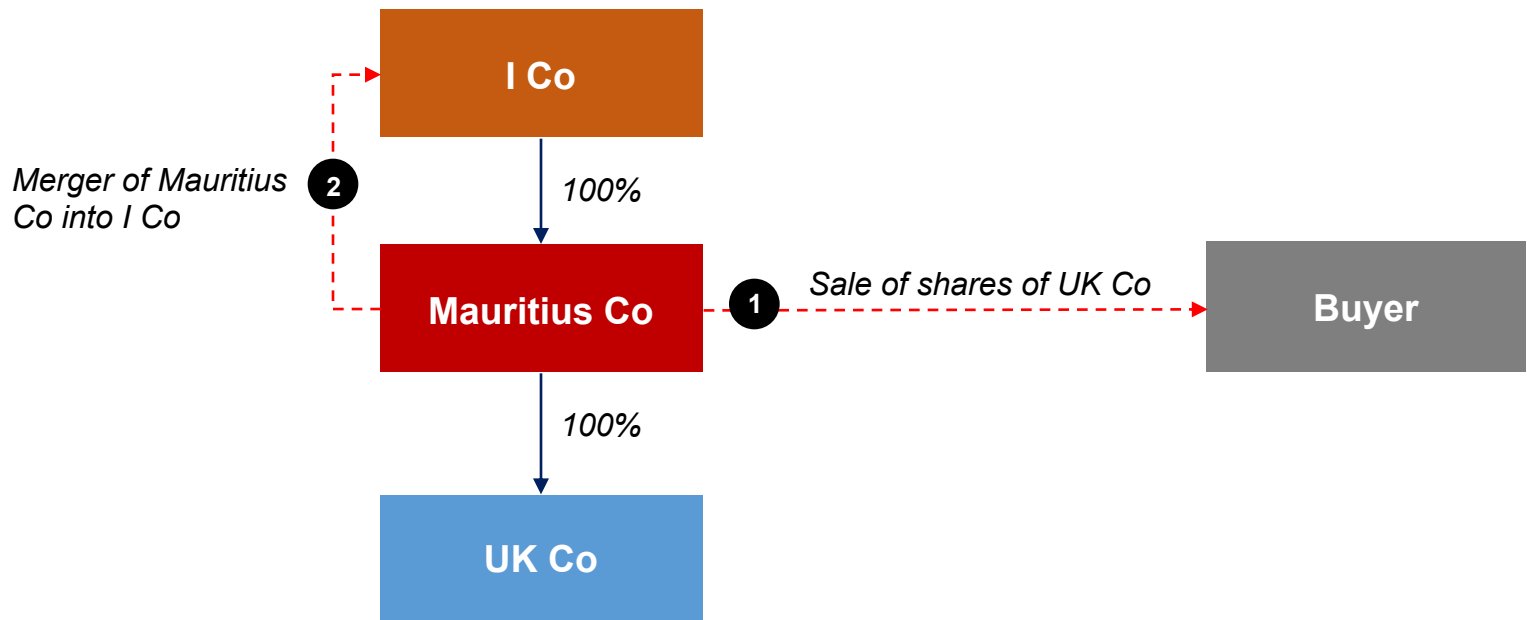 I Co
Merger of Mauritius
Co into I Co
2
100%
Mauritius Co
1
Sale of shares of UK Co
Buyer
100%
UK Co